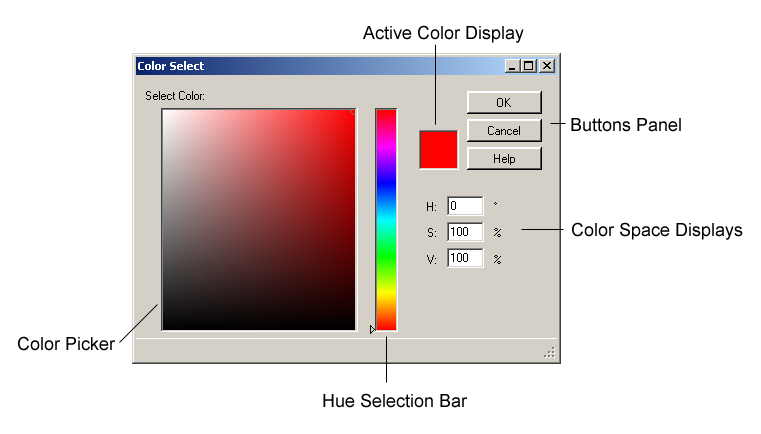 Active Color Display
Color Select
Select Color:
OK
Cancel
Help
Buttons Panel
H: 0 °
S: 100 %
V: 100 %
Color Space Displays
Color Picker
Hue Selection Bar